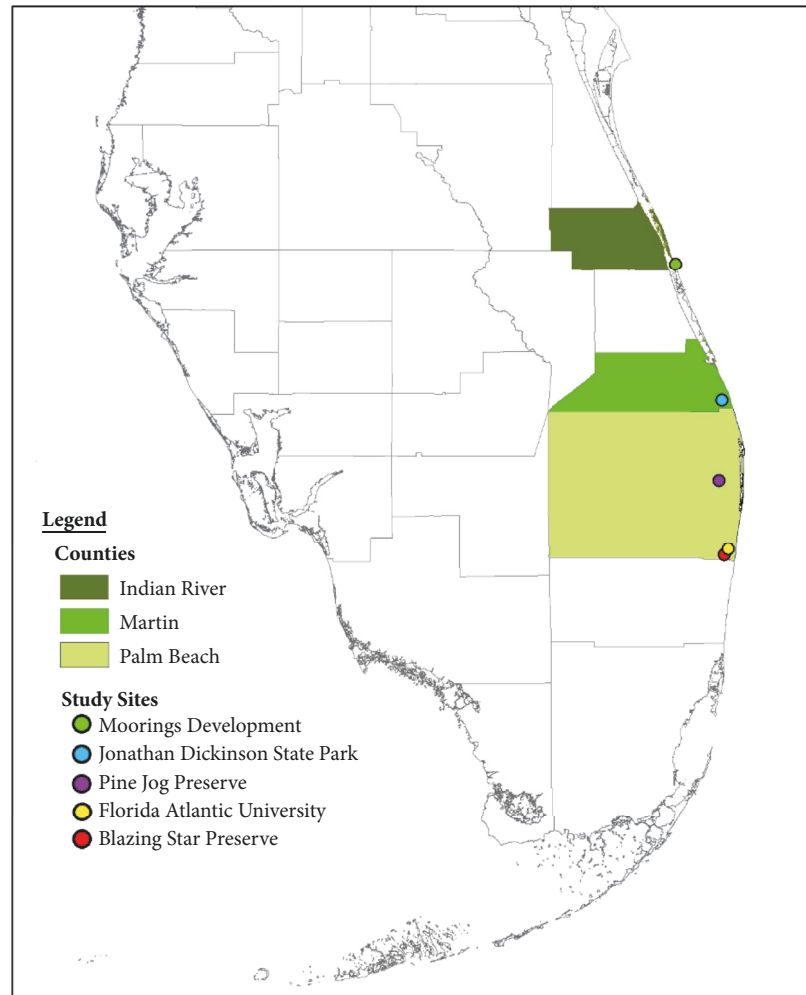 Legend
Counties
Indian River
Martin
Palm Beach
Study Sites
Moorings Development
Jonathan Dickinson State Park
Pine Jog Preserve
Florida Atlantic University
Blazing Star Preserve